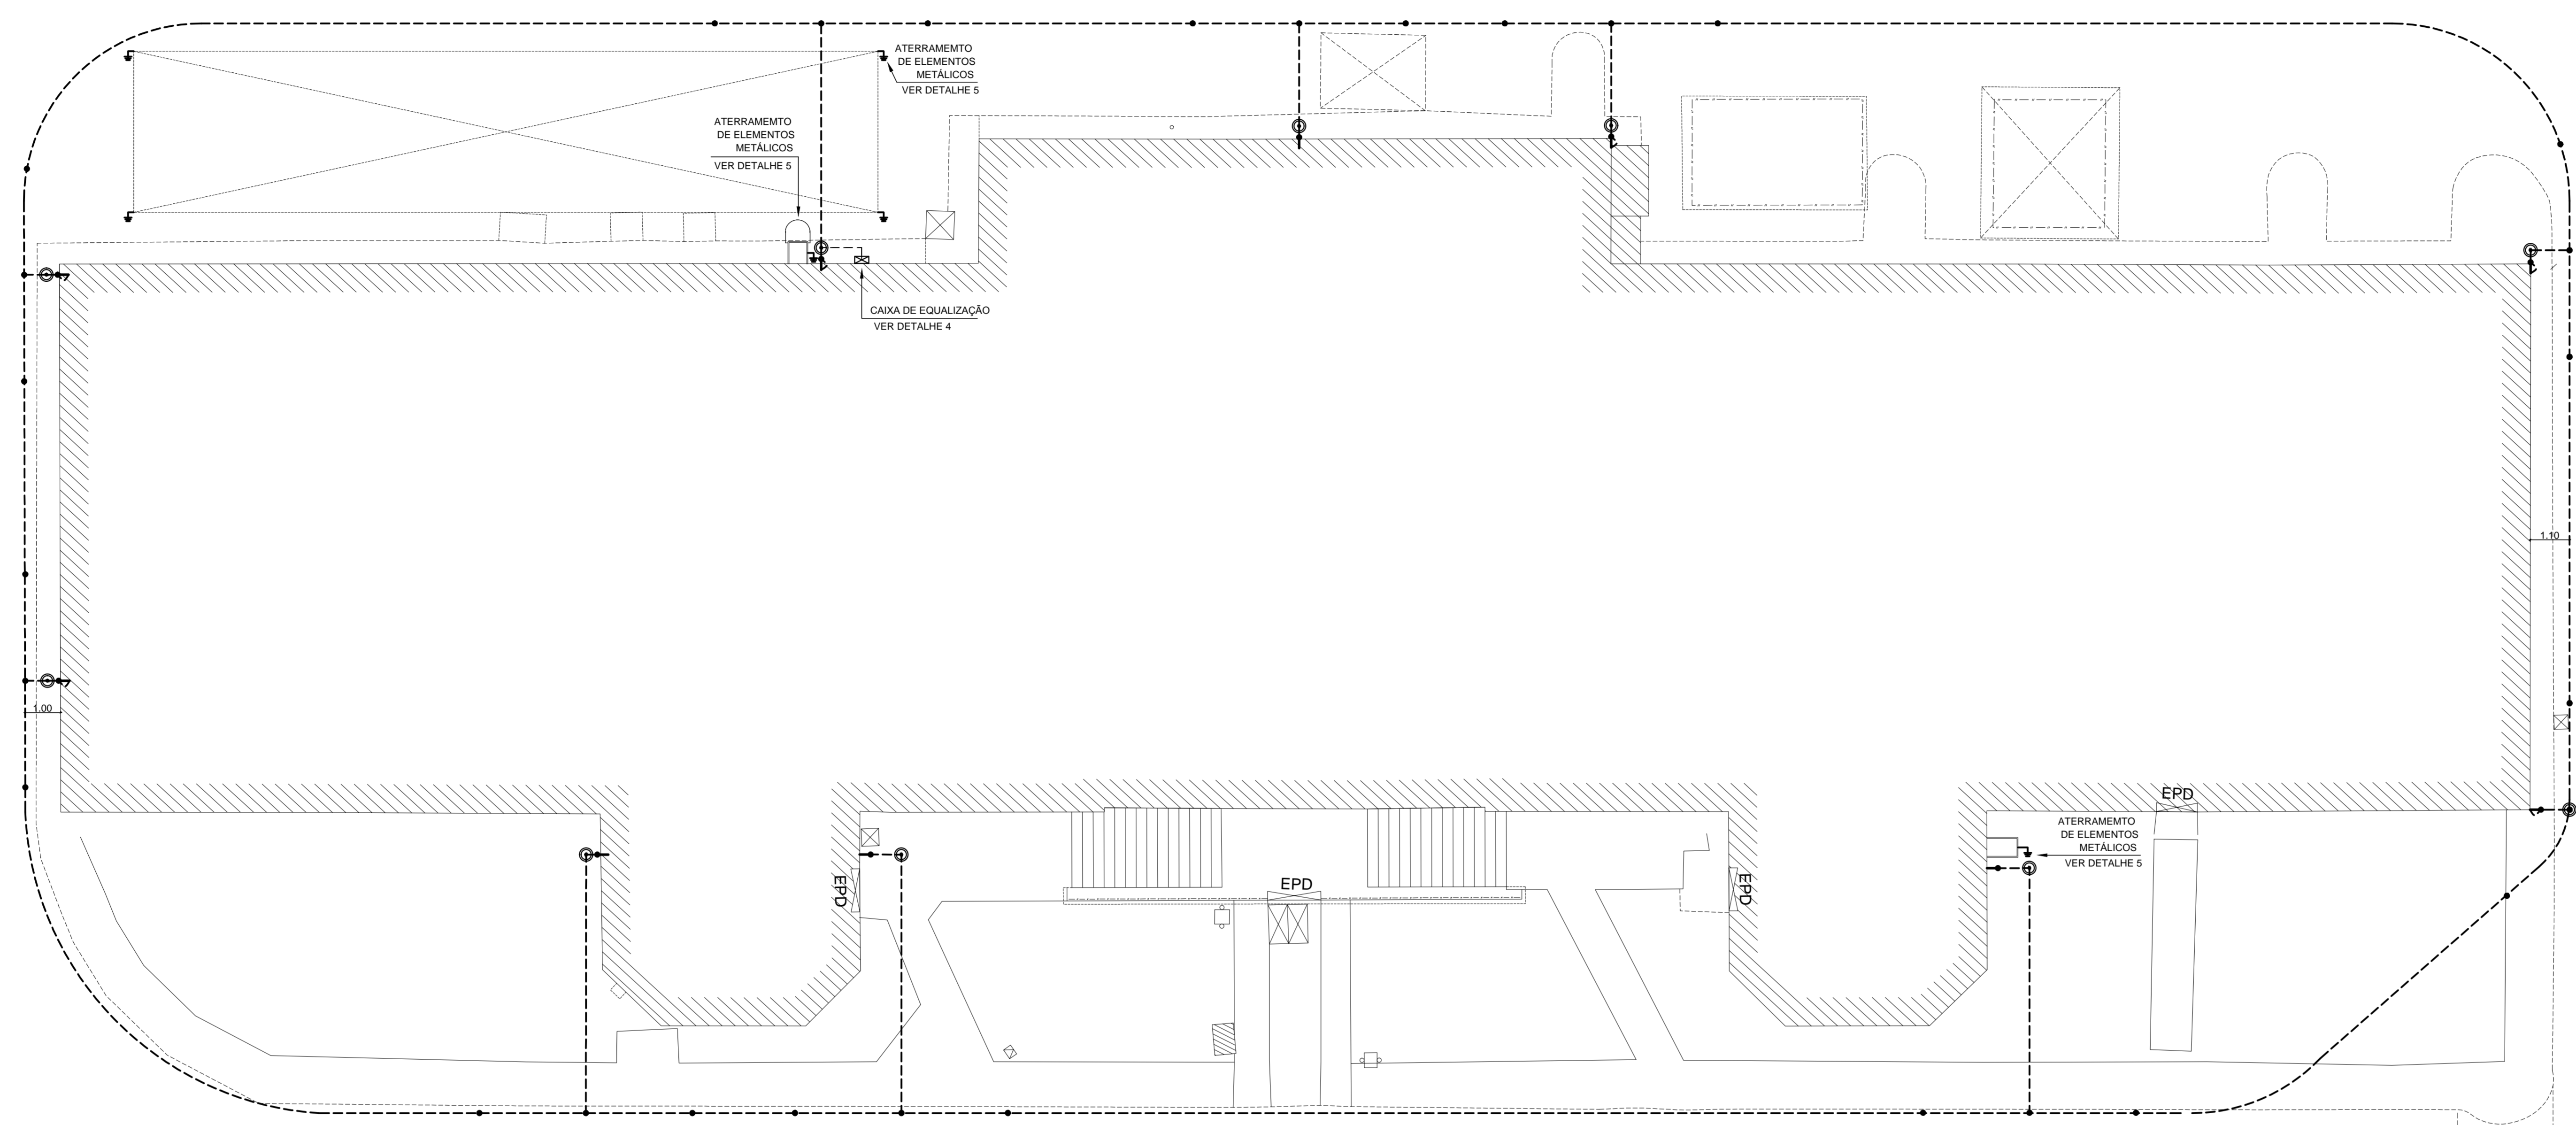 ATERRAMEMTO
DE ELEMENTOS
METÁLICOS
VER DETALHE 5
ATERRAMEMTO
DE ELEMENTOS
METÁLICOS
VER DETALHE 5
CAIXA DE EQUALIZAÇÃO
VER DETALHE 4
1.10
1.00
EPD
ATERRAMEMTO
DE ELEMENTOS
METÁLICOS
VER DETALHE 5
EPD
EPD
EPD